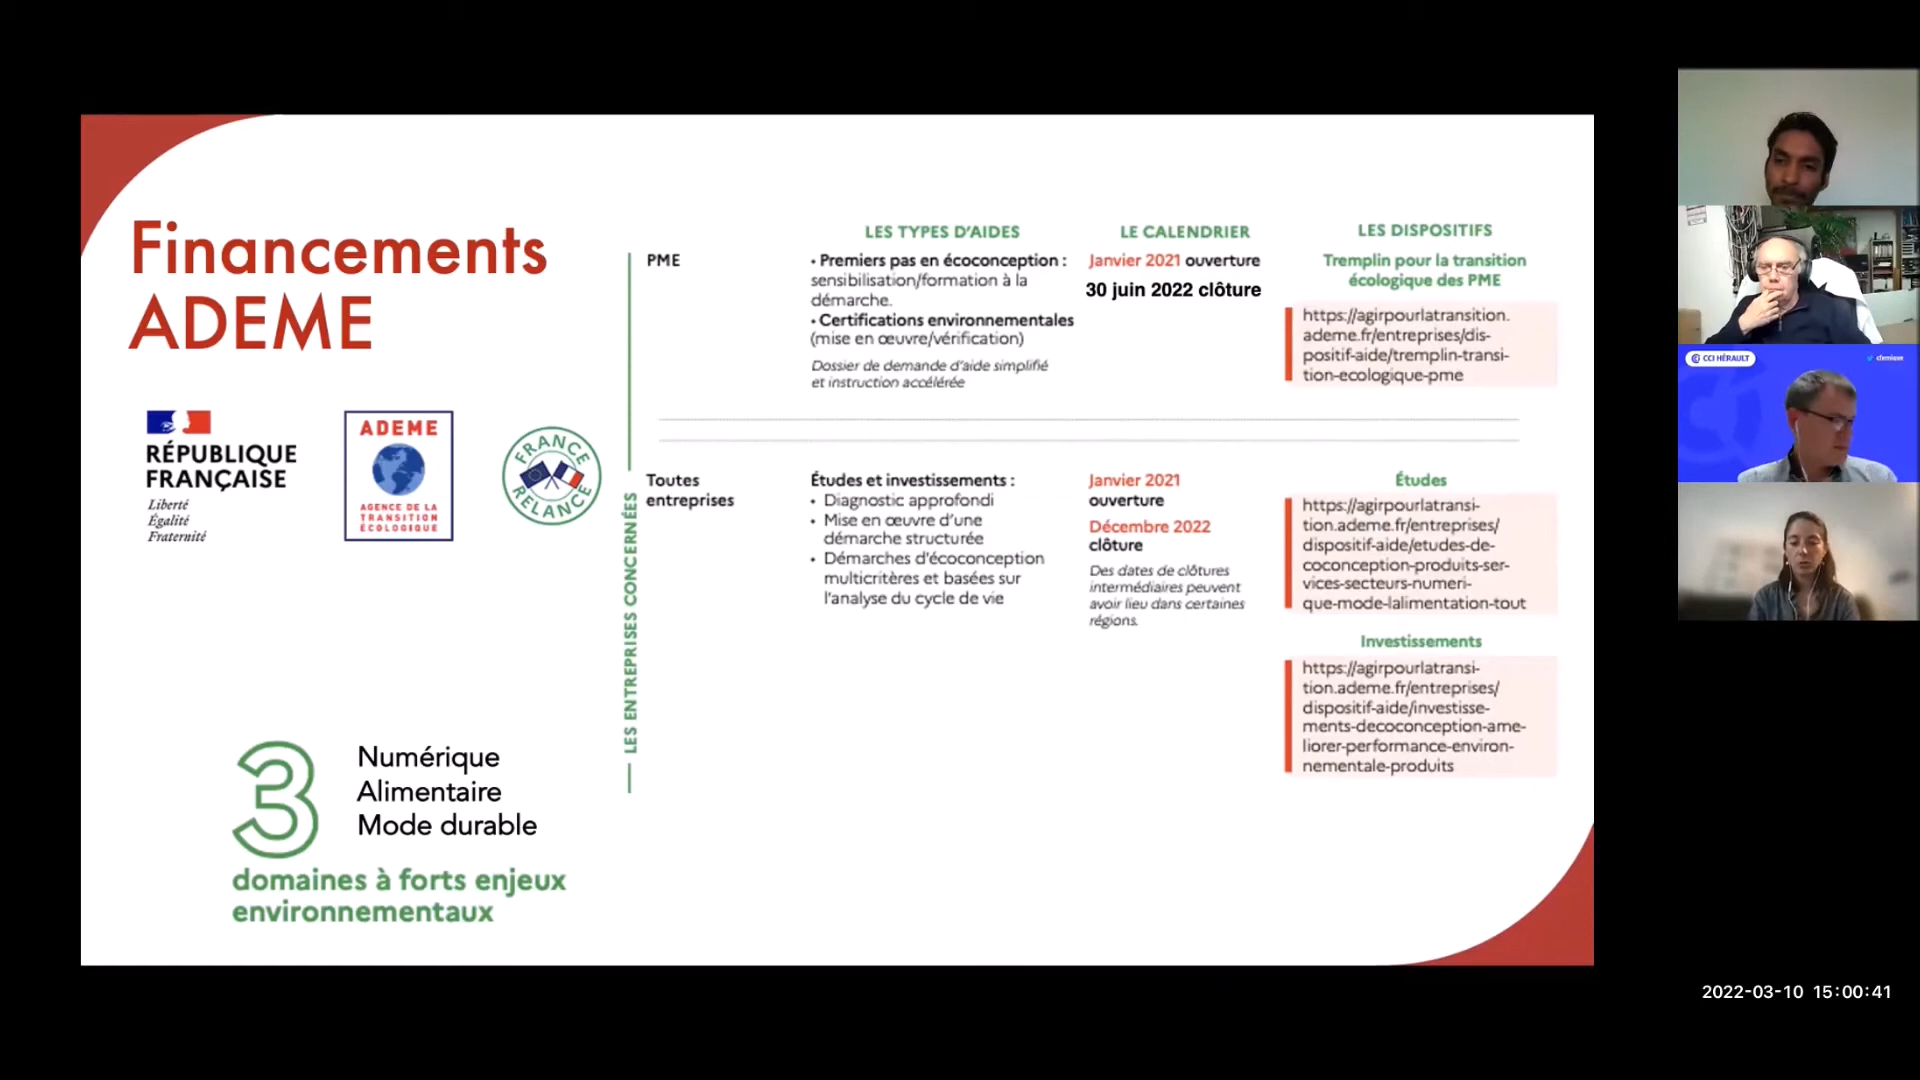 Financements
ADEME
RÉPUBLIQUE
FRANÇAISE
Liberté
Égalité
Fraternité
ADEME
AGENCE DE LA
TRANSITION
ÉCOLOGIQUE
FRANCE
RELANCE
3
Numérique
Alimentaire
Mode durable
domaines à forts enjeux
environnementaux
LES ENTREPRISES CONCERNÉES
LES TYPES D'AIDES
LE CALENDRIER
LES DISPOSITIFS
PME
• Premiers pas en écoconception :
sensibilisation/formation à la
démarche.
• Certifications environnementales
(mise en œuvre/vérification)
Dossier de demande d'aide simplifié
et instruction accélérée
Janvier 2021 ouverture
30 juin 2022 clôture
Tremplin pour la transition
écologique des PME
https://agirpourlatransition.
ademe.fr/entreprises/dis-
positif-aide/tremplin-transi-
tion-ecologique-pme
Toutes
entreprises
Études et investissements :
• Diagnostic approfondi
• Mise en œuvre d'une
démarche structurée
• Démarches d'écoconception
multicritères et basées sur
l'analyse du cycle de vie
Janvier 2021
ouverture
Décembre 2022
clôture
Des dates de clôtures
intermédiaires peuvent
avoir lieu dans certaines
régions.
Études
https://agirpourlatransi-
tion.ademe.fr/entreprises/
dispositif-aide/etudes-de-
coconception-produits-ser-
vices-secteurs-numeri-
que-mode-lalimentation-tout
Investissements
https://agirpourlatransi-
tion.ademe.fr/entreprises/
dispositif-aide/investisse-
ments-decoconception-ame-
liorer-performance-environ-
nementale-produits
CCI HÉRAULT
2022-03-10 15:00:41